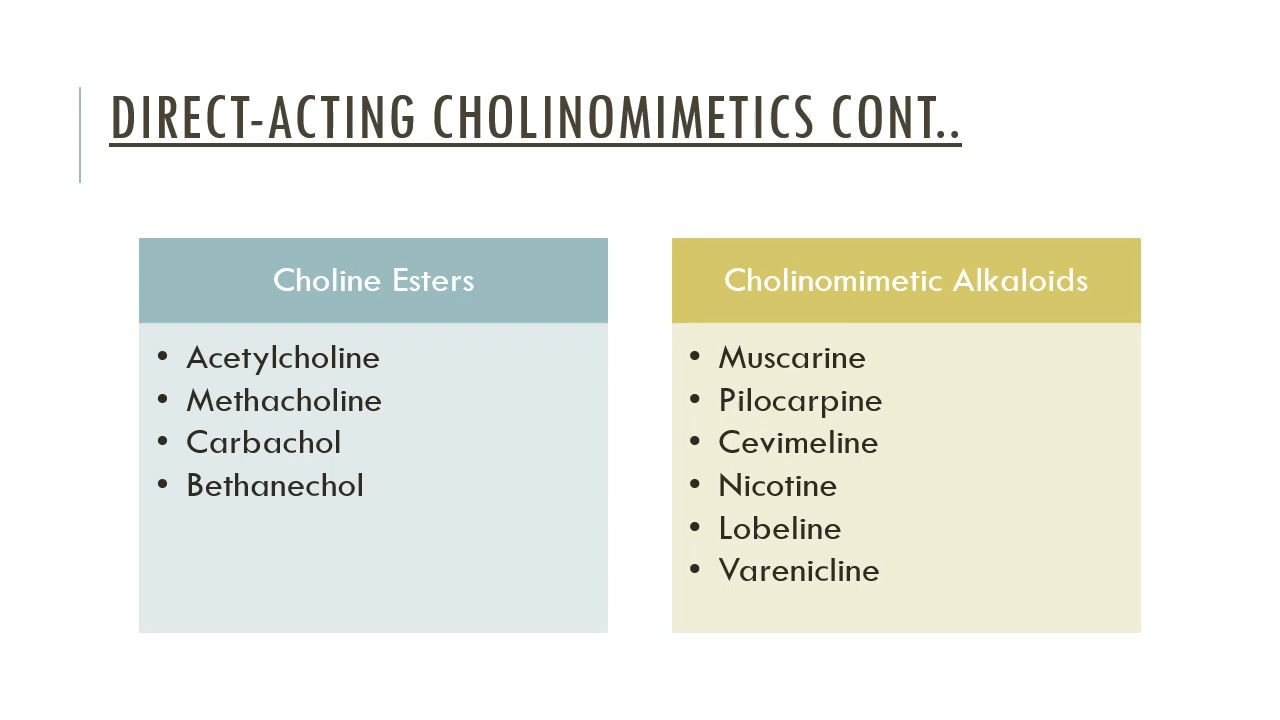 DIRECT-ACTING CHOLINOMIMETICS CONT..
Choline Esters
• Acetylcholine
• Methacholine
• Carbachol
• Bethanechol
Cholinomimetic Alkaloids
• Muscarine
• Pilocarpine
• Cevimeline
• Nicotine
• Lobeline
• Varenicline